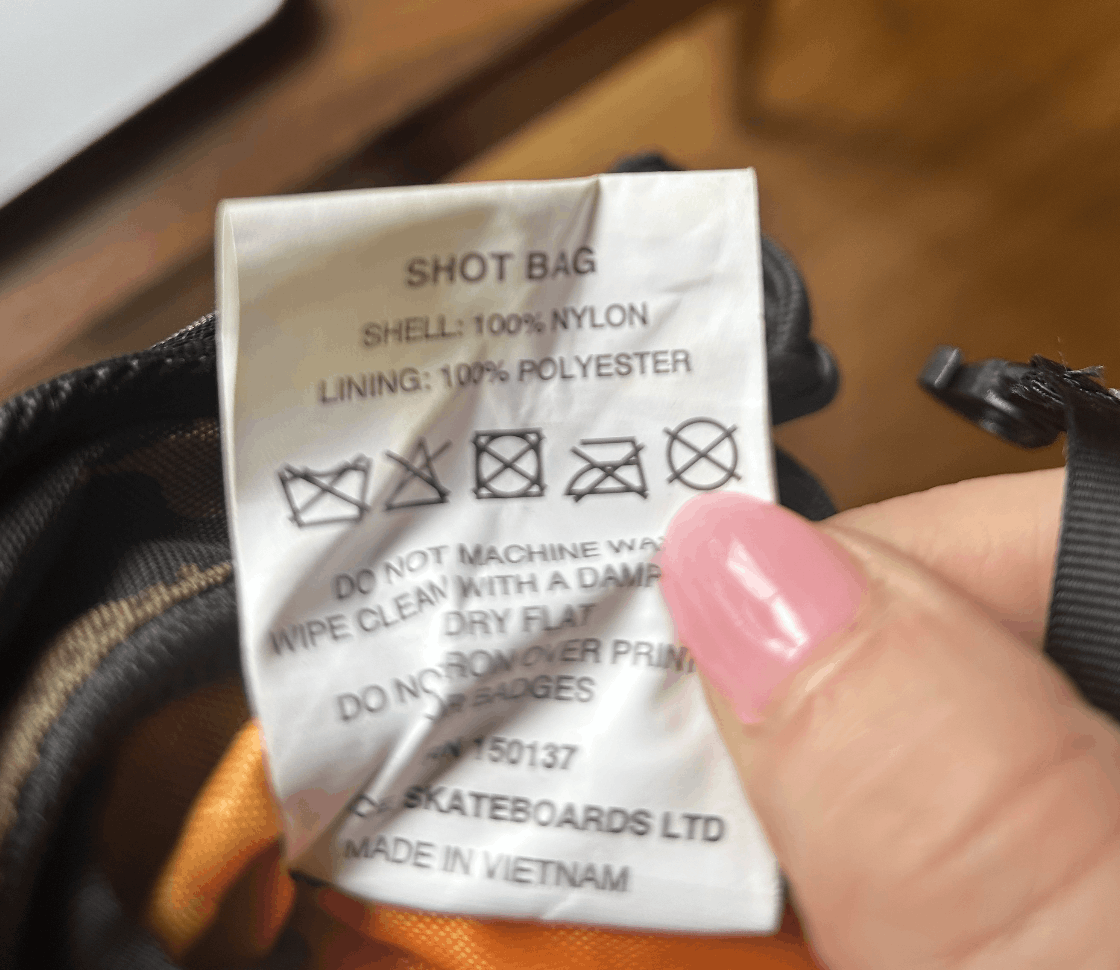 SHOT BAG
SHELL: 100% NYLON
LINING: 100% POLYESTER
DO NOT MACHINE
WIPE CLEAN WITH A DAMP
DRY FLAT
DO NOT IRON OVER PRINT
OR BADGES
150137
SKATEBOARDS LTD
MADE IN VIETNAM